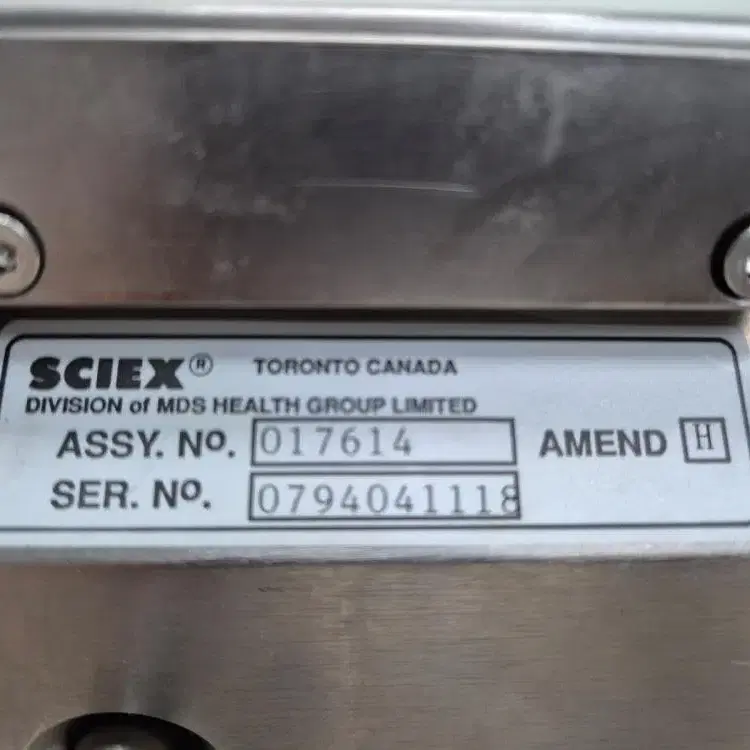 SCIEX® TORONTO CANADA
DIVISION of MDS HEALTH GROUP LIMITED
ASSY. NO. 017614 AMEND H
SER. NO. 0794041118